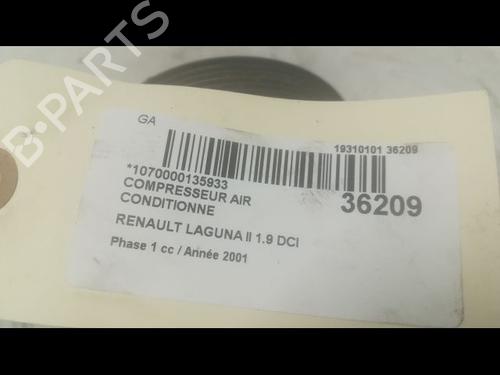 GA
19310101 36209
*1070000135933
COMPRESSEUR AIR
CONDITIONNE
36209
RENAULT LAGUNA II 1.9 DCI
Phase 1 cc / Année 2001
B-PARTS